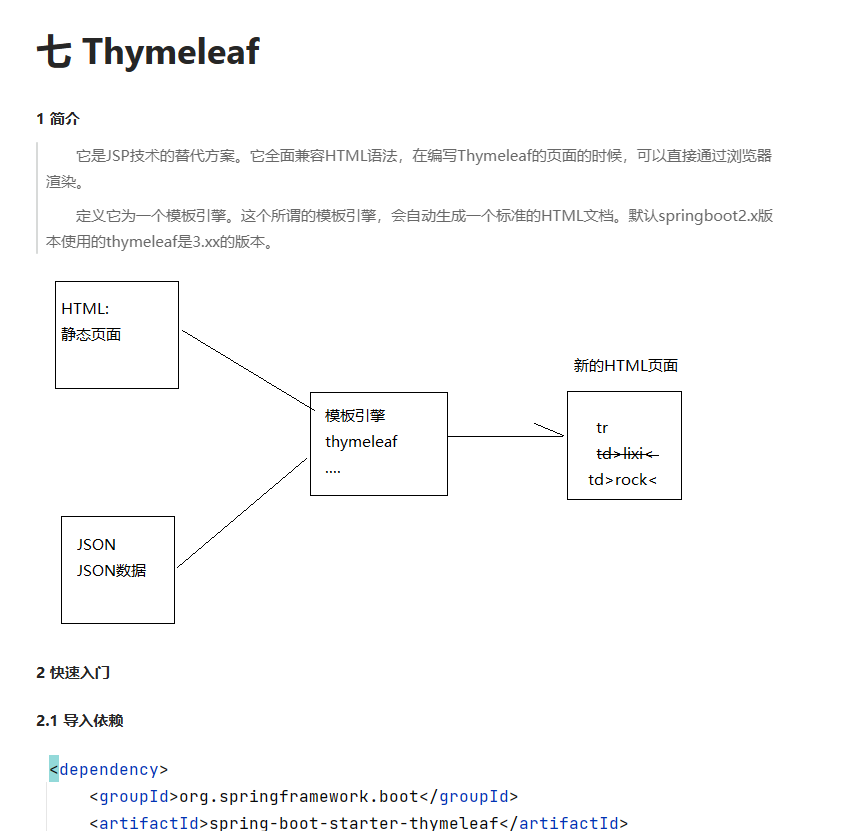 七 Thymeleaf
1 简介
它是JSP技术的替代方案。它全面兼容HTML语法，在编写Thymeleaf的页面的时候，可以直接通过浏览器
渲染。
定义它为一个模板引擎。这个所谓的模板引擎，会自动生成一个标准的HTML文档。默认springboot2.x版
本使用的thymeleaf是3.xx的版本。
HTML:
静态页面
模板引擎
thymeleaf
....
新的HTML页面
tr
td>lixi<
td>rock<
JSON
JSON数据
2 快速入门
2.1 导入依赖
<dependency>
<groupId>org.springframework.boot</groupId>
<artifactId>spring-boot-starter-thymeleaf</artifactId>